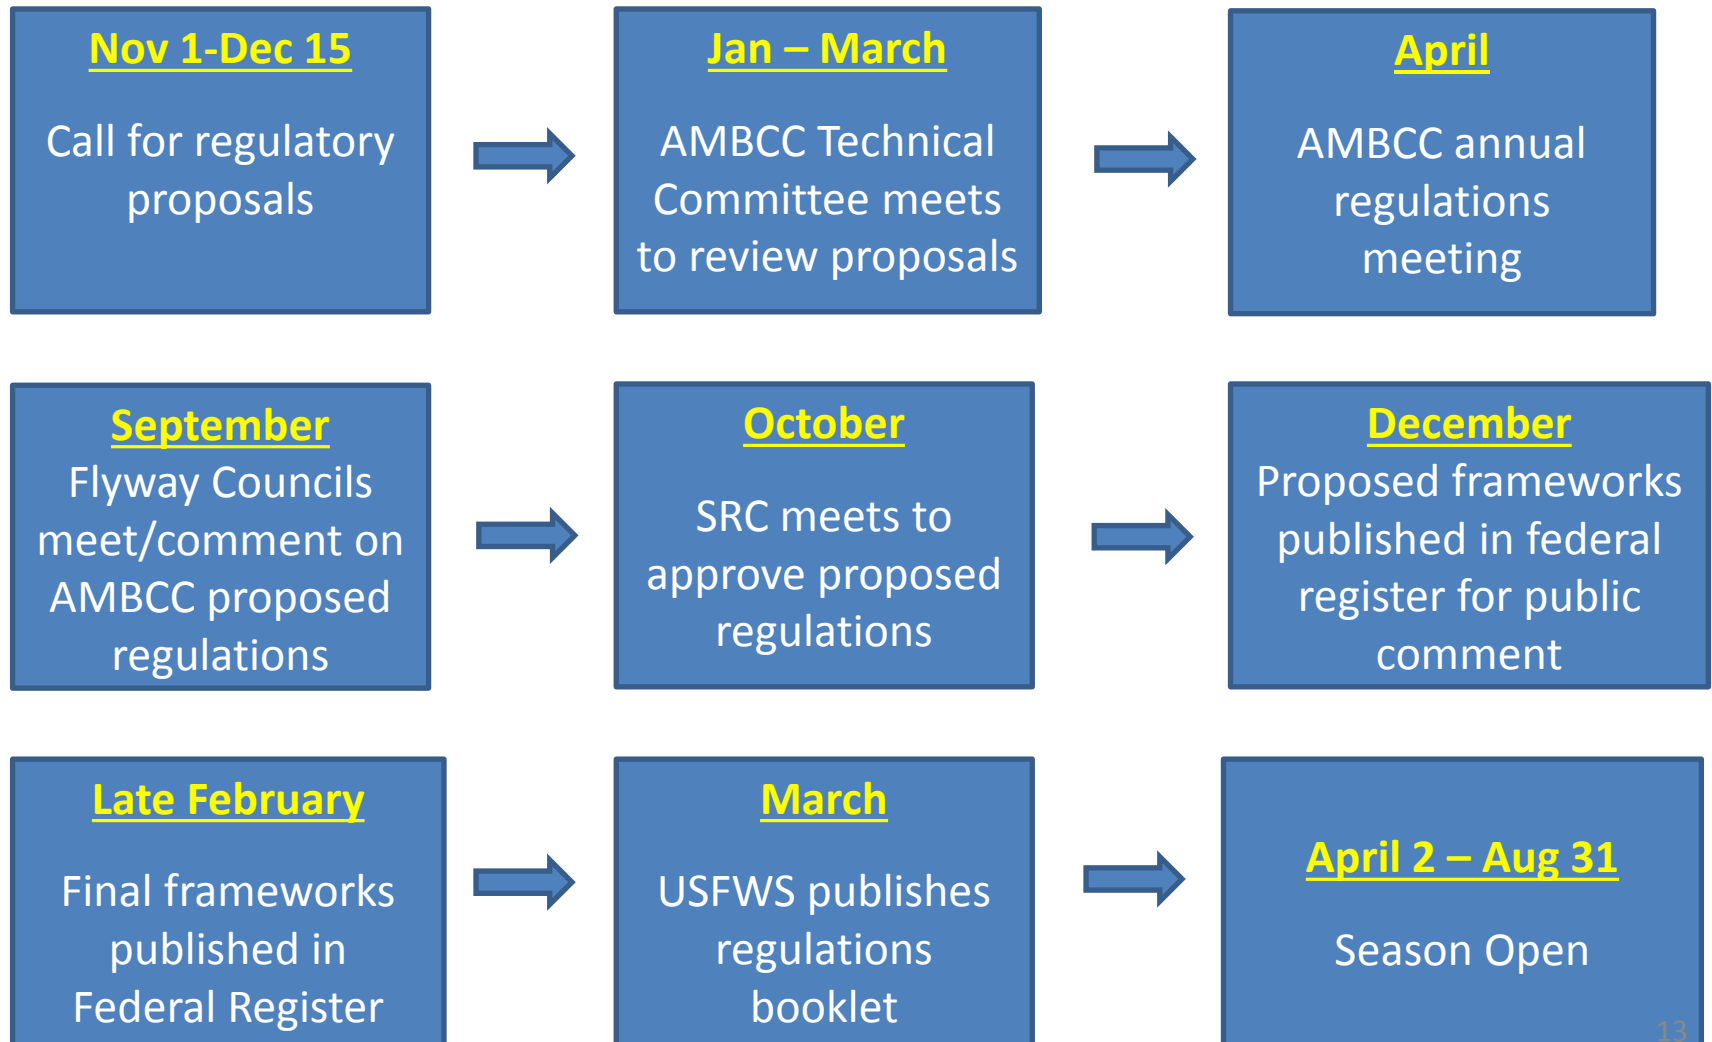 Nov 1-Dec 15
Call for regulatory
proposals
Jan – March
AMBCC Technical
Committee meets
to review proposals
April
AMBCC annual
regulations
meeting
September
Flyway Councils
meet/comment on
AMBCC proposed
regulations
October
SRC meets to
approve proposed
regulations
December
Proposed frameworks
published in federal
register for public
comment
Late February
Final frameworks
published in
Federal Register
March
USFWS publishes
regulations
booklet
April 2 – Aug 31
Season Open
13